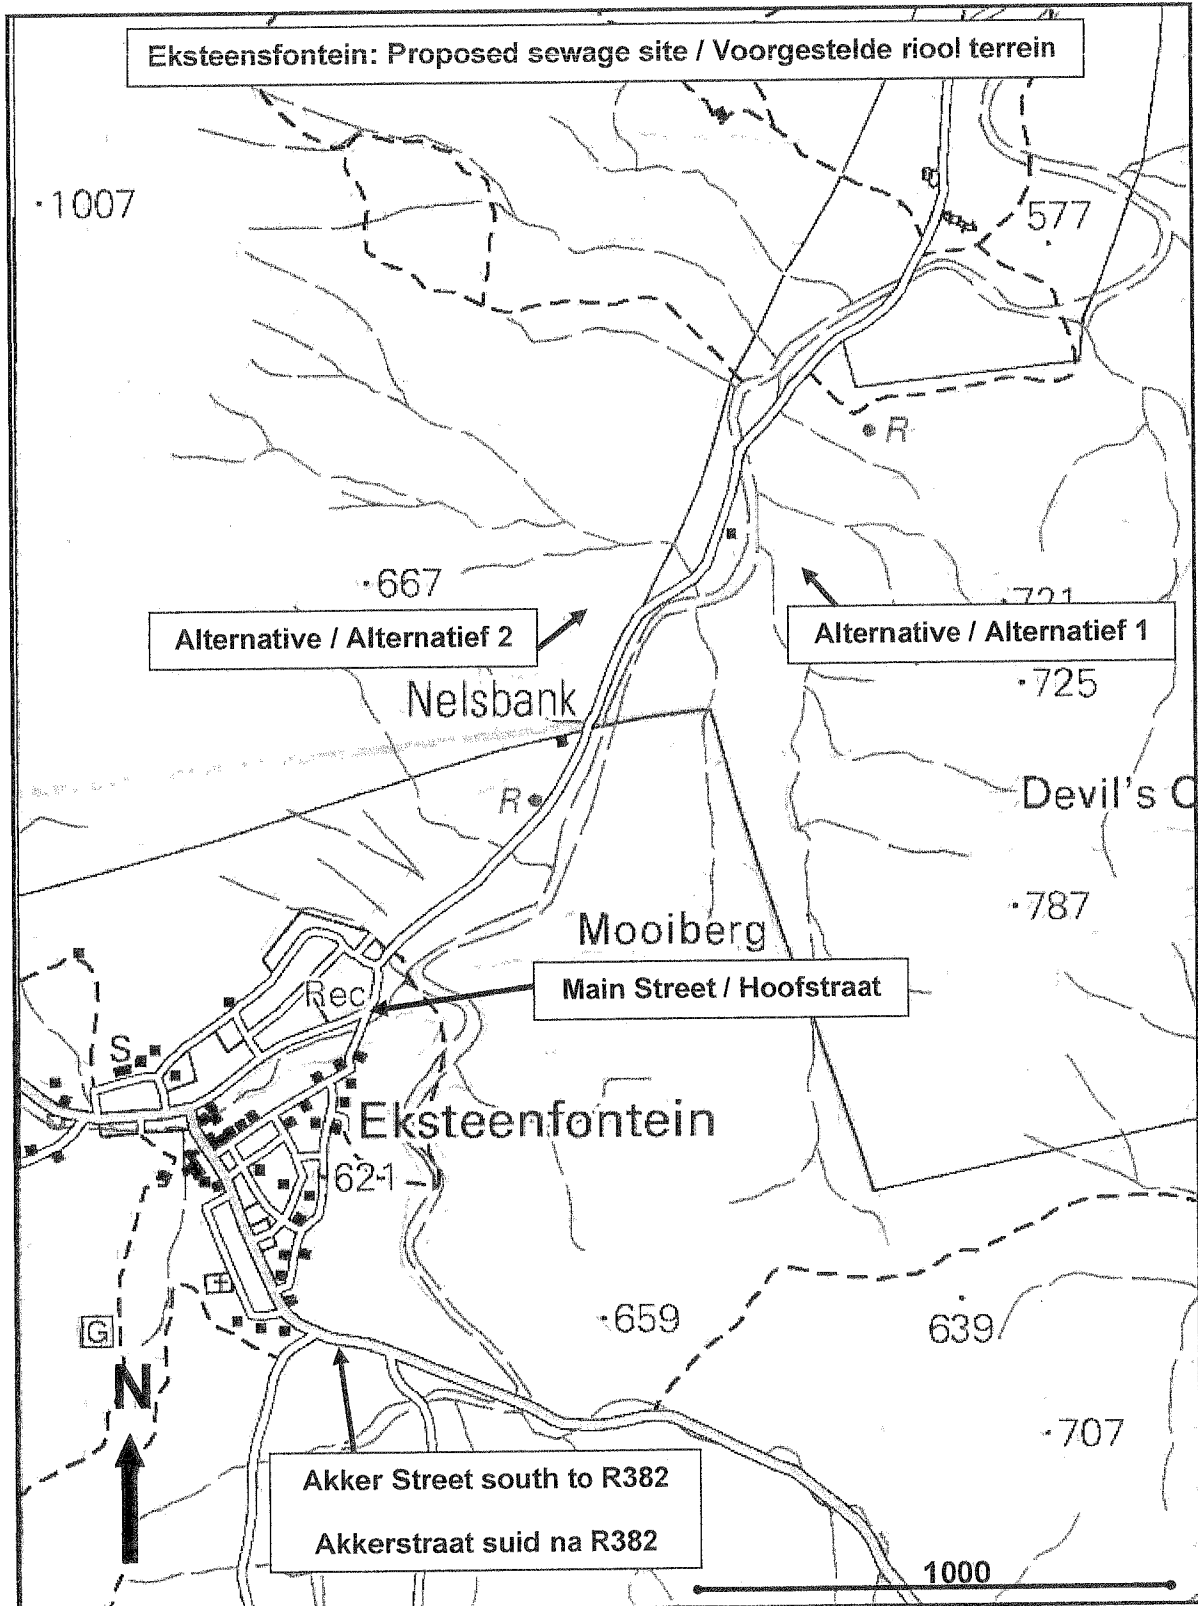 Eksteensfontein: Proposed sewage site / Voorgestelde riool terrein
1007
577
R
667
721
Alternative / Alternatief 2
Alternative / Alternatief 1
725
Nelsbank
R
Devil's C
787
Mooiberg
Main Street / Hoofstraat
Rec
S
Eksteenfontein
621
659
639
G
N
707
Akker Street south to R382
Akkerstraat suid na R382
1000